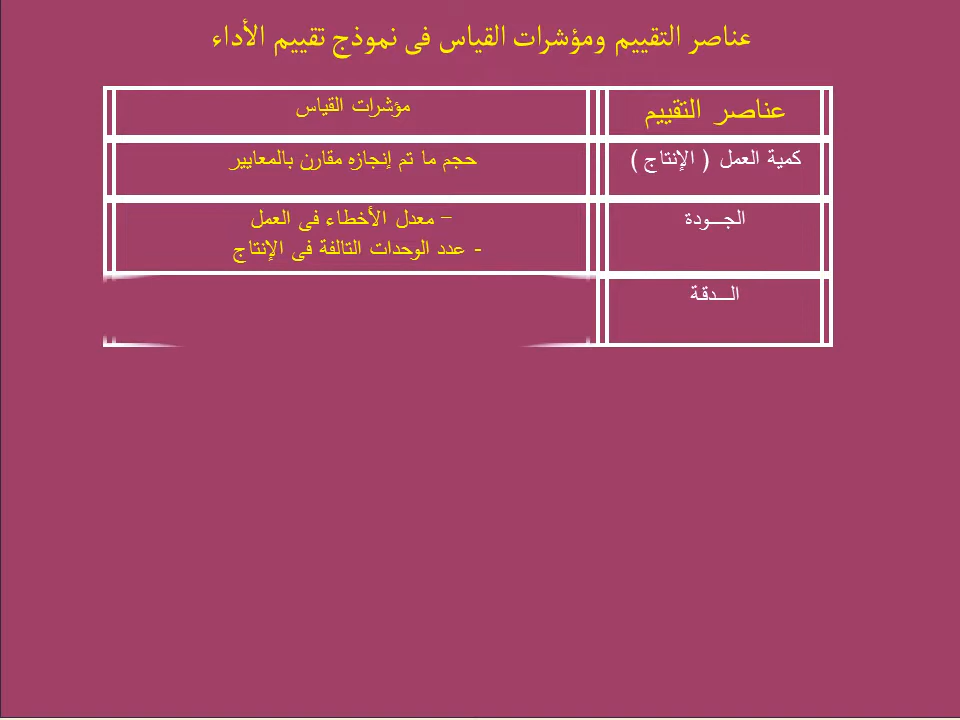 عناصر التقييم ومؤشرات القياس فى نموذج تقييم الأداء
عناصر التقييم
مؤشرات القياس
كمية العمل ( الإنتاج )
حجم ما تم إنجازه مقارن بالمعايير
الجـــودة
– معدل الأخطاء فى العمل
- عدد الوحدات التالفة فى الإنتاج
الـــدقة